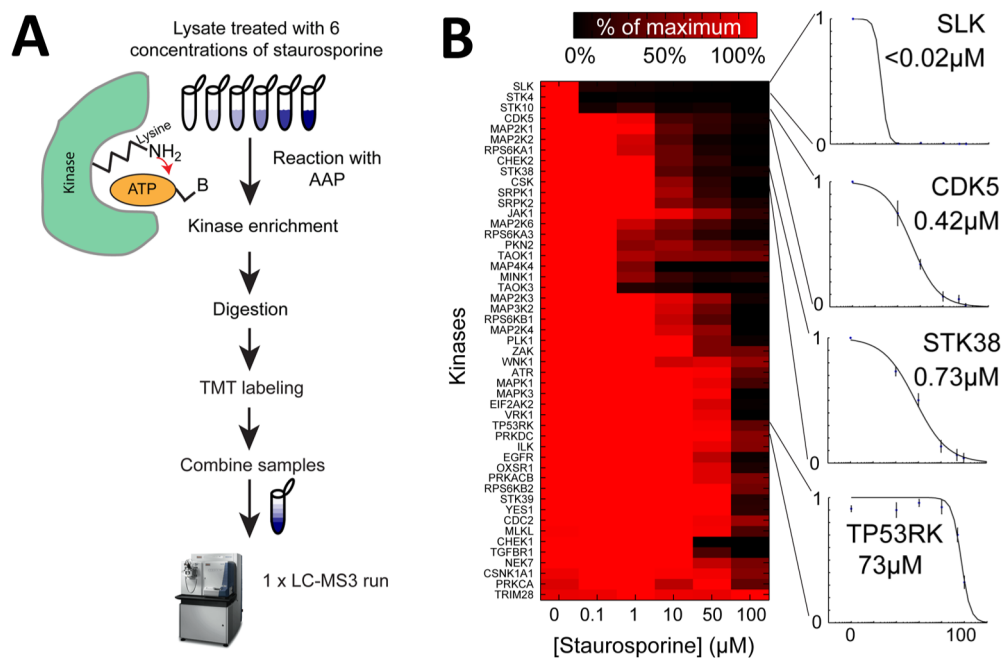 A
Lysate treated with 6
concentrations of staurosporine
Kinase
Lysine
NH2
ATP
B
Reaction with
AAP
Kinase enrichment
Digestion
TMT labeling
Combine samples
1 x LC-MS3 run
B
% of maximum
0% 50% 100%
Kinases
SLK
STK4
STK10
CDK5
MAP2K1
MAP2K2
RPS6KA1
CHEK2
STK38
CSK
SRPK1
SRPK2
JAK1
MAP2K6
RPS6KA3
PKN2
TAOK1
MAP4K4
MINK1
TAOK3
MAP2K3
MAP3K2
RPS6KB1
MAP2K4
PLK1
ZAK
WNK1
ATR
MAPK1
MAPK3
EIF2AK2
VRK1
TP53RK
PRKDC
ILK
EGFR
OXSR1
PRKACB
RPS6KB2
STK39
YES1
CDC2
MLKL
CHEK1
TGFBR1
NEK7
CSNK1A1
PRKCA
TRIM28
0 0.1 1 10 50 100
[Staurosporine] (µM)
1
SLK
<0.02µM
0
1
CDK5
0.42µM
0
1
STK38
0.73µM
0
1
TP53RK
73µM
0
0 100